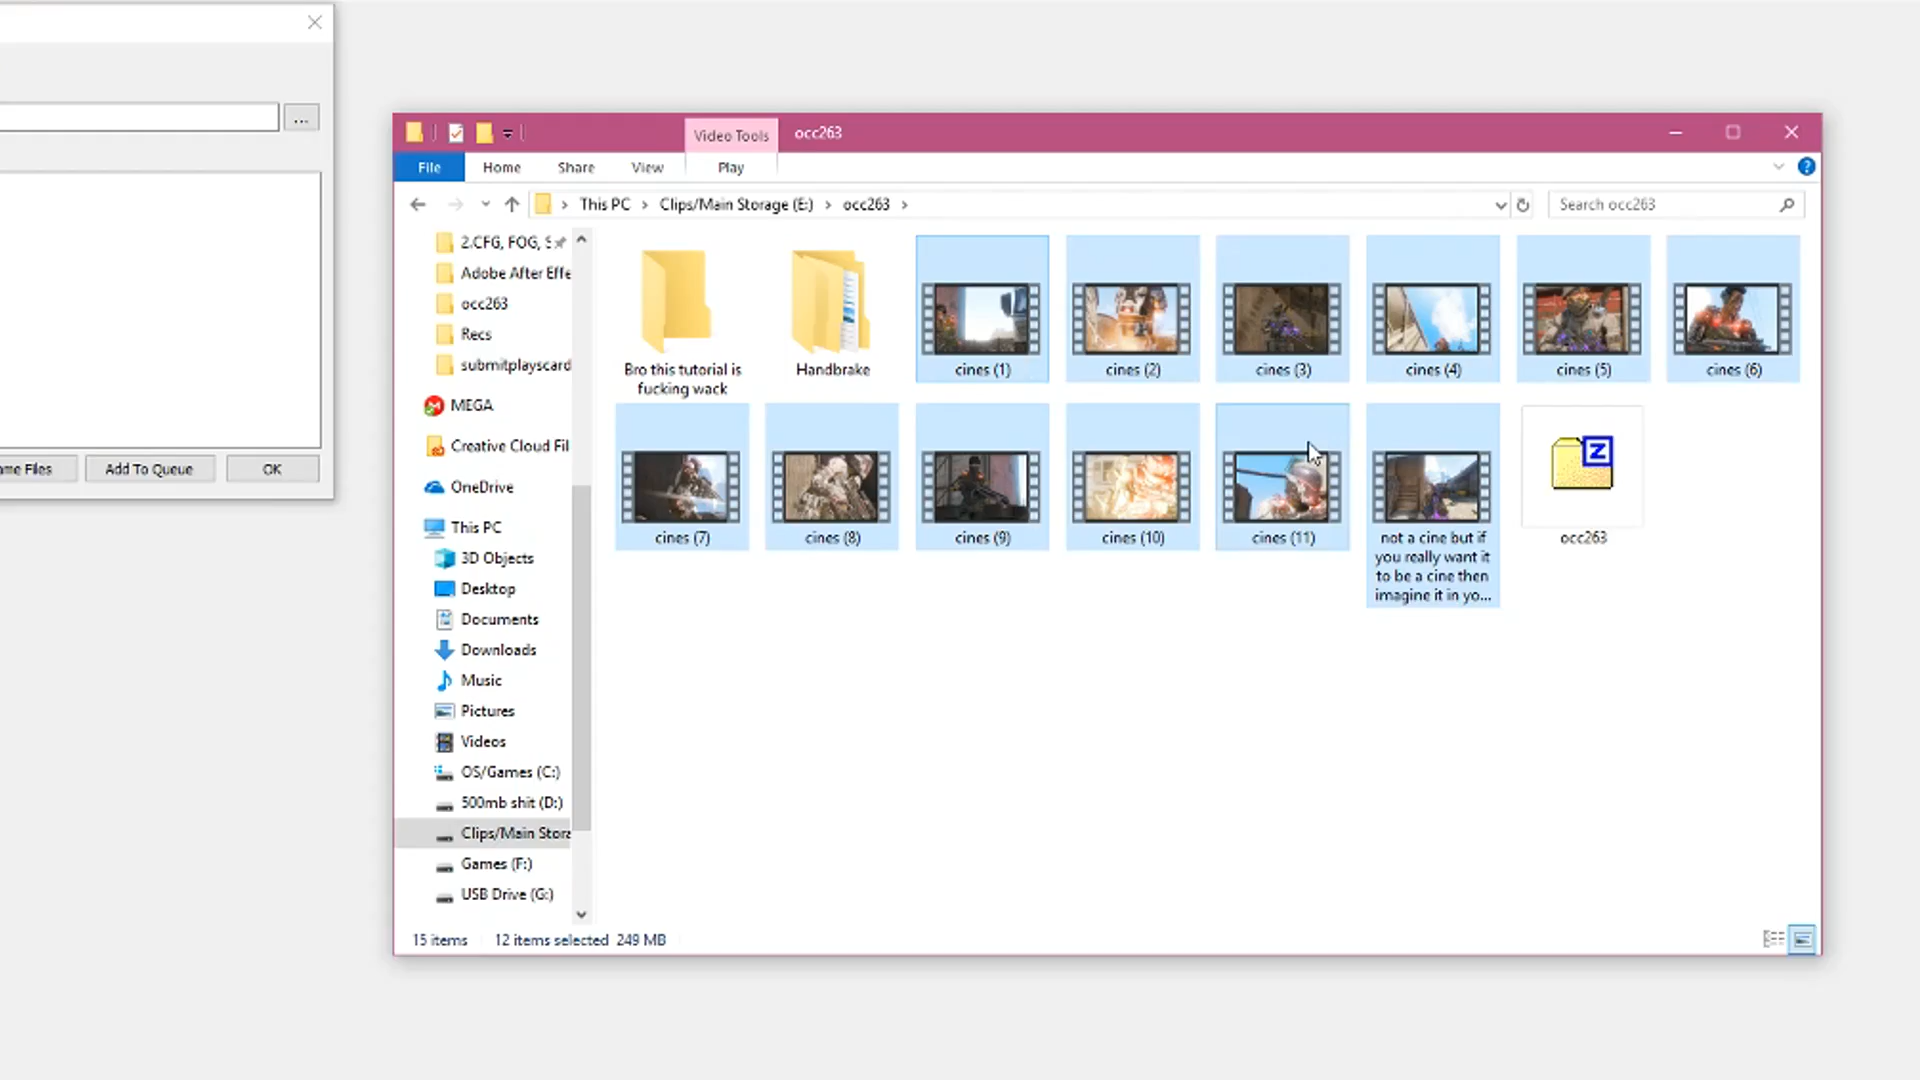 ...
ame Files
Add To Queue
OK
Video Tools
occ263
File
Home
Share
View
Play
This PC
Clips/Main Storage (E:)
occ263
Search occ263
2.CFG, FOG, S
Adobe After Effe
occ263
Recs
submitplayscard
MEGA
Creative Cloud Fil
OneDrive
This PC
3D Objects
Desktop
Documents
Downloads
Music
Pictures
Videos
OS/Games (C:)
500mb shit (D:)
Clips/Main Stora
Games (F:)
USB Drive (G:)
Bro this tutorial is
fucking wack
Handbrake
cines (1)
cines (2)
cines (3)
cines (4)
cines (5)
cines (6)
cines (7)
cines (8)
cines (9)
cines (10)
cines (11)
not a cine but if
you really want it
to be a cine then
imagine it in yo...
Z
occ263
15 items
12 items selected 249 MB